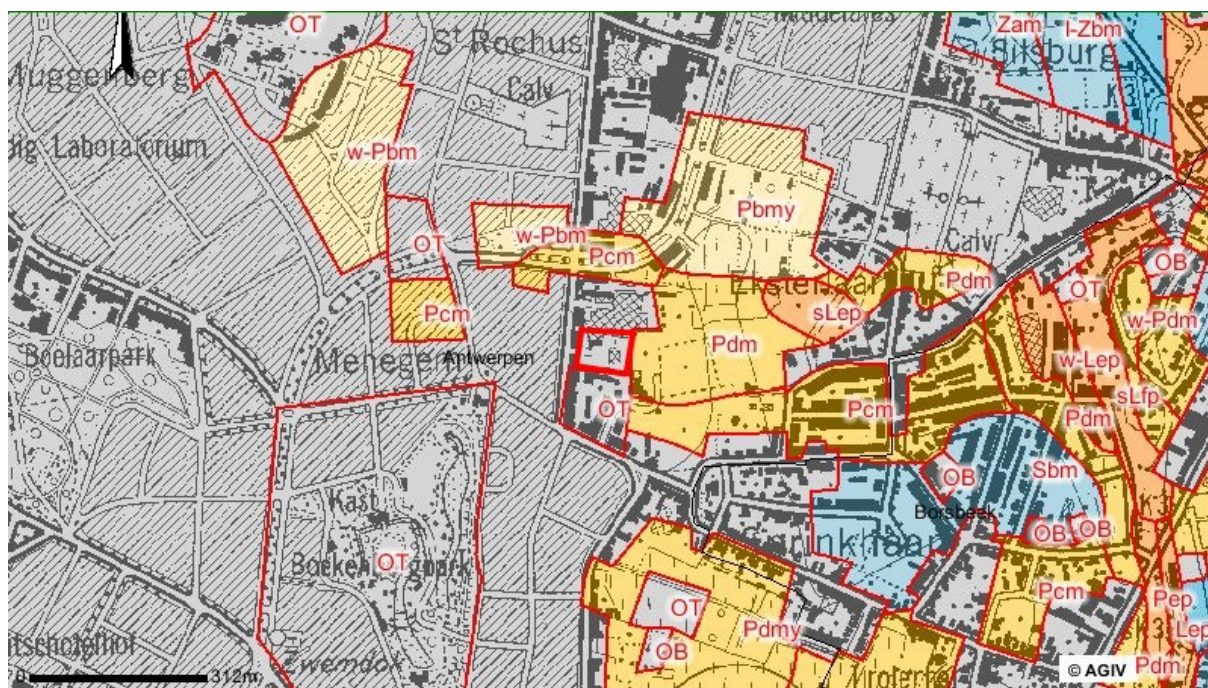 OT
St Rochus
Zam
l-Zbm
Silsburg
Muggenberg
Calv
K3
Laboratorium
w-Pbm
Pbmy
w-Pbm
OT
Pcm
Calv
Pdm
OB
OT
sLep
w-Pdm
Pcm
Pdm
Boelaarpark
Antwerpen
w-Lep
OT
Pcm
sLfp
Pdm
OB
Sbm
Kast
Borsbeek
OT
OB
OB
OT
Pcm
Pep
Pdmy
Lep
OB
Zwemdok
0
312m
© AGIV
Pdm